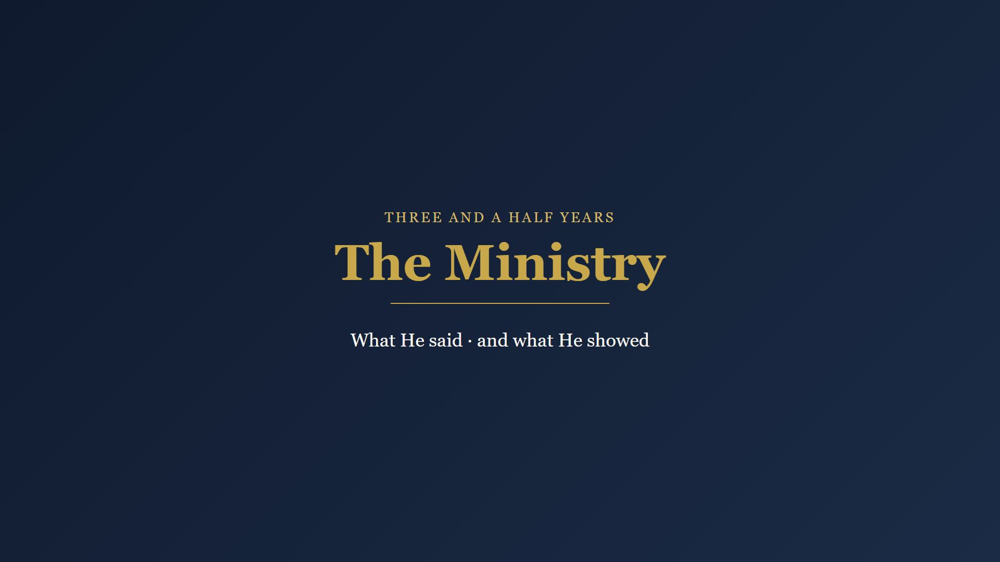 THREE AND A HALF YEARS
The Ministry
What He said · and what He showed